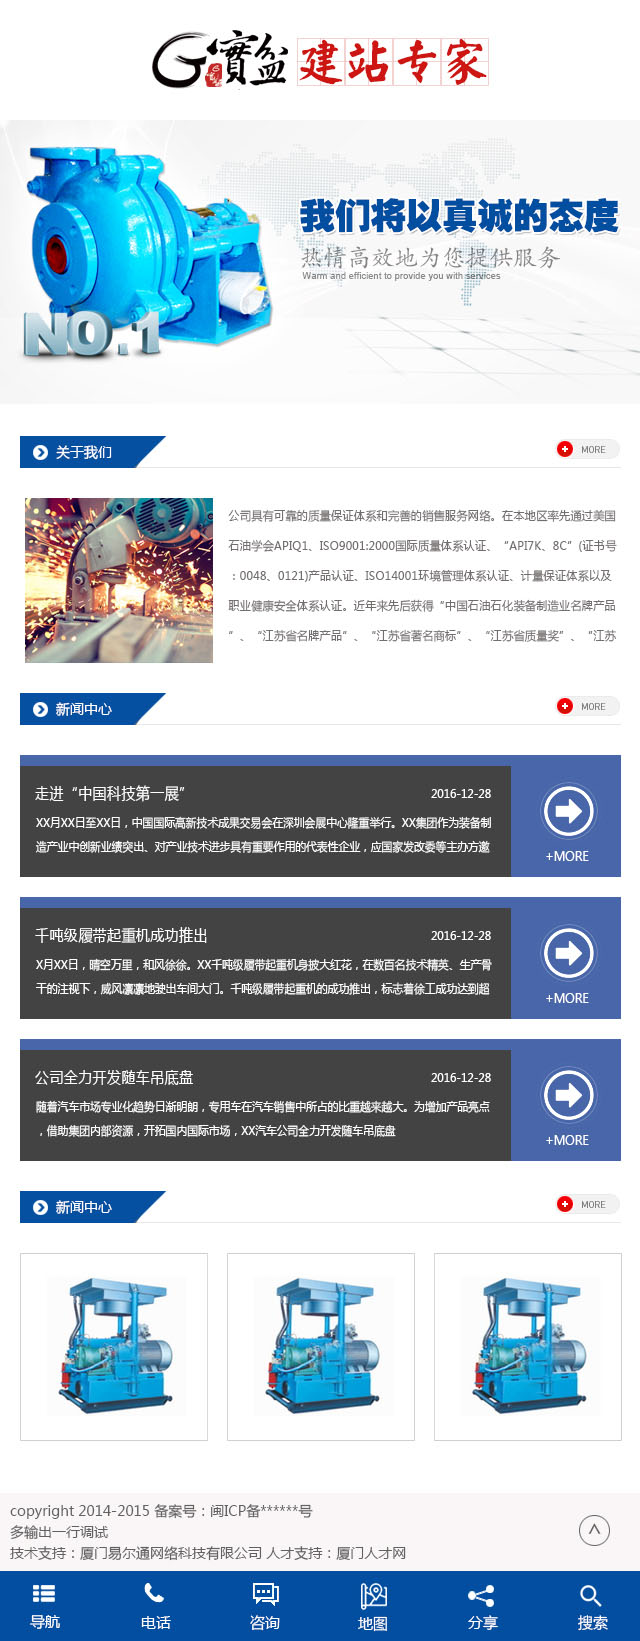 G寶盆 建站专家
我们将以真诚的态度
热情高效地为您提供服务
Warm and efficient to provide you with services
NO.1
关于我们
MORE
公司具有可靠的质量保证体系和完善的销售服务网络。在本地区率先通过美国
石油学会APIQ1、ISO9001:2000国际质量体系认证、“API7K、8C”(证书号
：0048、0121)产品认证、ISO14001环境管理体系认证、计量保证体系以及
职业健康安全体系认证。近年来先后获得“中国石油石化装备制造业名牌产品
”、“江苏省名牌产品”、“江苏省著名商标”、“江苏省质量奖”、“江苏
新闻中心
MORE
走进“中国科技第一展”
2016-12-28
XX月XX日至XX日，中国国际高新技术成果交易会在深圳会展中心隆重举行。XX集团作为装备制
造产业中创新业绩突出、对产业技术进步具有重要作用的代表性企业，应国家发改委等主办方邀
+MORE
千吨级履带起重机成功推出
2016-12-28
X月XX日，晴空万里，和风徐徐。XX千吨级履带起重机身披大红花，在数百名技术精英、生产骨
干的注视下，威风凛凛地驶出车间大门。千吨级履带起重机的成功推出，标志着徐工成功达到超
+MORE
公司全力开发随车吊底盘
2016-12-28
随着汽车市场专业化趋势日渐明朗，专用车在汽车销售中所占的比重越来越大。为增加产品亮点
，借助集团内部资源，开拓国内国际市场，XX汽车公司全力开发随车吊底盘
+MORE
新闻中心
MORE
copyright 2014-2015 备案号：闽ICP备******号
多输出一行调试
技术支持：厦门易尔通网络科技有限公司 人才支持：厦门人才网
导航
电话
咨询
地图
分享
搜索